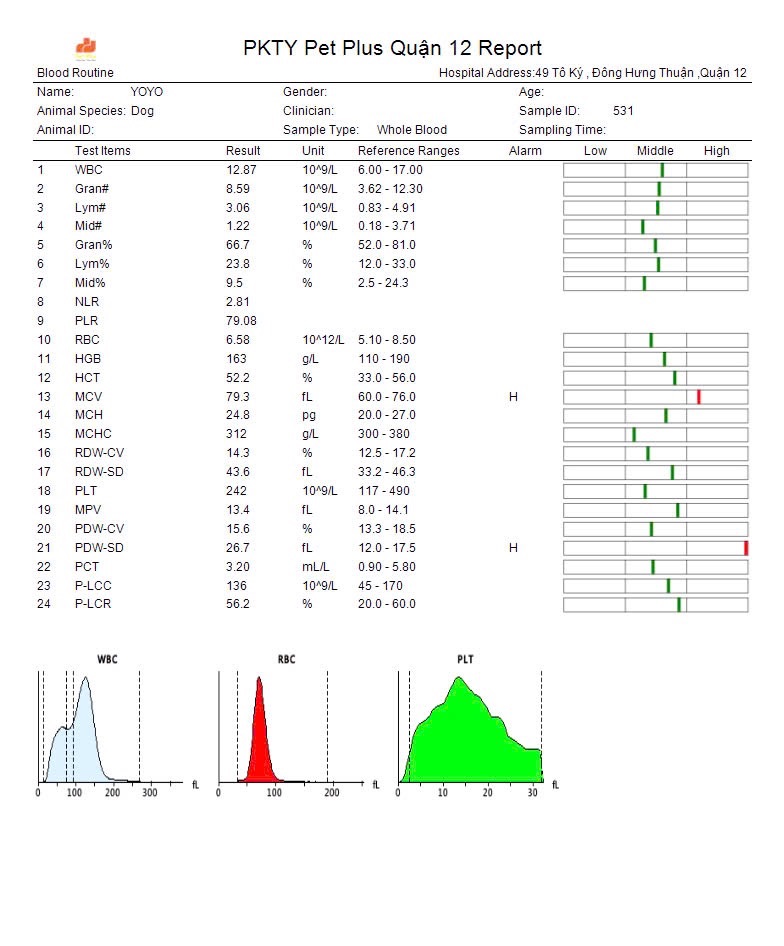 PKTY Pet Plus Quận 12 Report
Blood Routine Hospital Address:49 Tô Ký , Đông Hưng Thuận ,Quận 12
Name: YOYO Gender: Age:
Animal Species: Dog Clinician: Sample ID: 531
Animal ID: Sample Type: Whole Blood Sampling Time:
Test Items Result Unit Reference Ranges Alarm Low Middle High
1 WBC 12.87 10^9/L 6.00 - 17.00
2 Gran# 8.59 10^9/L 3.62 - 12.30
3 Lym# 3.06 10^9/L 0.83 - 4.91
4 Mid# 1.22 10^9/L 0.18 - 3.71
5 Gran% 66.7 % 52.0 - 81.0
6 Lym% 23.8 % 12.0 - 33.0
7 Mid% 9.5 % 2.5 - 24.3
8 NLR 2.81
9 PLR 79.08
10 RBC 6.58 10^12/L 5.10 - 8.50
11 HGB 163 g/L 110 - 190
12 HCT 52.2 % 33.0 - 56.0
13 MCV 79.3 fL 60.0 - 76.0 H
14 MCH 24.8 pg 20.0 - 27.0
15 MCHC 312 g/L 300 - 380
16 RDW-CV 14.3 % 12.5 - 17.2
17 RDW-SD 43.6 fL 33.2 - 46.3
18 PLT 242 10^9/L 117 - 490
19 MPV 13.4 fL 8.0 - 14.1
20 PDW-CV 15.6 % 13.3 - 18.5
21 PDW-SD 26.7 fL 12.0 - 17.5 H
22 PCT 3.20 mL/L 0.90 - 5.80
23 P-LCC 136 10^9/L 45 - 170
24 P-LCR 56.2 % 20.0 - 60.0
WBC RBC PLT
0 100 200 300 fL 0 100 200 fL 0 10 20 30 fL